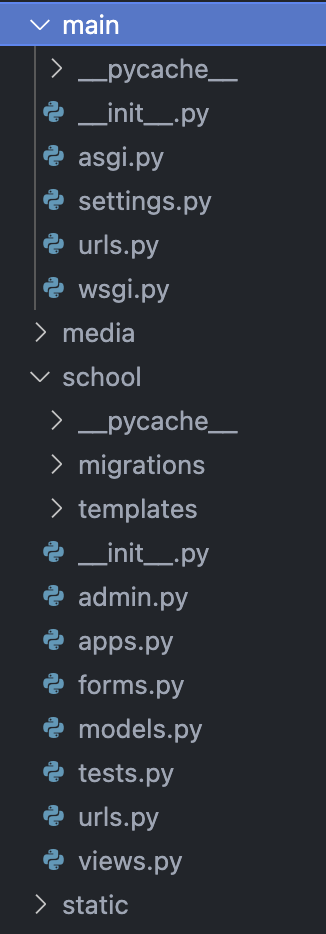 main
__pycache__
__init__.py
asgi.py
settings.py
urls.py
wsgi.py
media
school
__pycache__
migrations
templates
__init__.py
admin.py
apps.py
forms.py
models.py
tests.py
urls.py
views.py
static